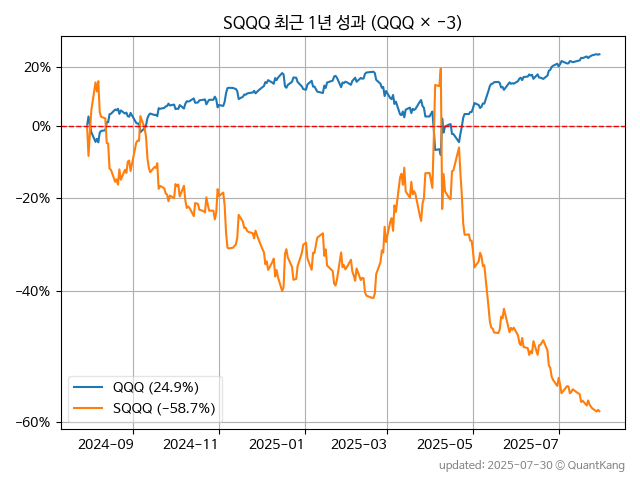 SQQQ 최근 1년 성과 (QQQ × −3)
20%
0%
−20%
−40%
−60%
QQQ (24.9%)
SQQQ (−58.7%)
2024−09
2024−11
2025−01
2025−03
2025−05
2025−07
updated: 2025-07-30 © QuantKang